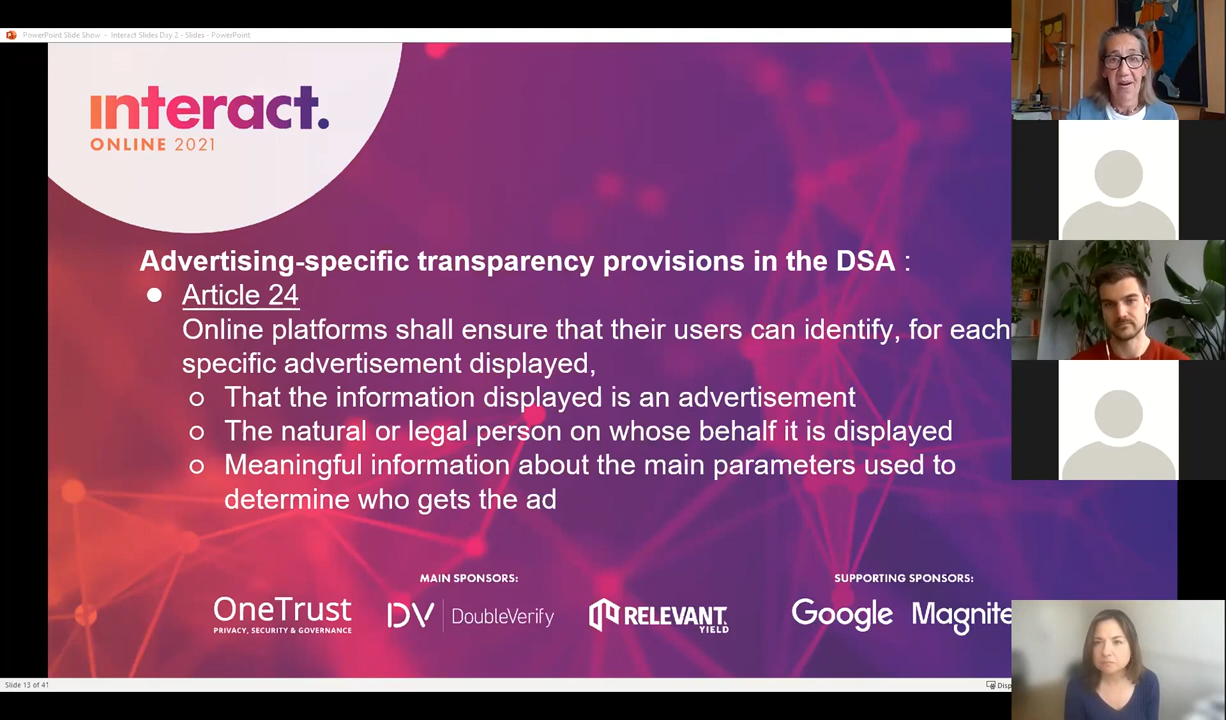 PowerPoint Slide Show - Interact Slides Day 2 - Slides - PowerPoint
interact.
ONLINE 2021
Advertising-specific transparency provisions in the DSA :
Article 24
Online platforms shall ensure that their users can identify, for each
specific advertisement displayed,
That the information displayed is an advertisement
The natural or legal person on whose behalf it is displayed
Meaningful information about the main parameters used to
determine who gets the ad
MAIN SPONSORS:
SUPPORTING SPONSORS:
OneTrust
PRIVACY, SECURITY & GOVERNANCE
DV DoubleVerify
RELEVANT.
YIELD
Google
Magnite
Slide 13 of 41
Disp